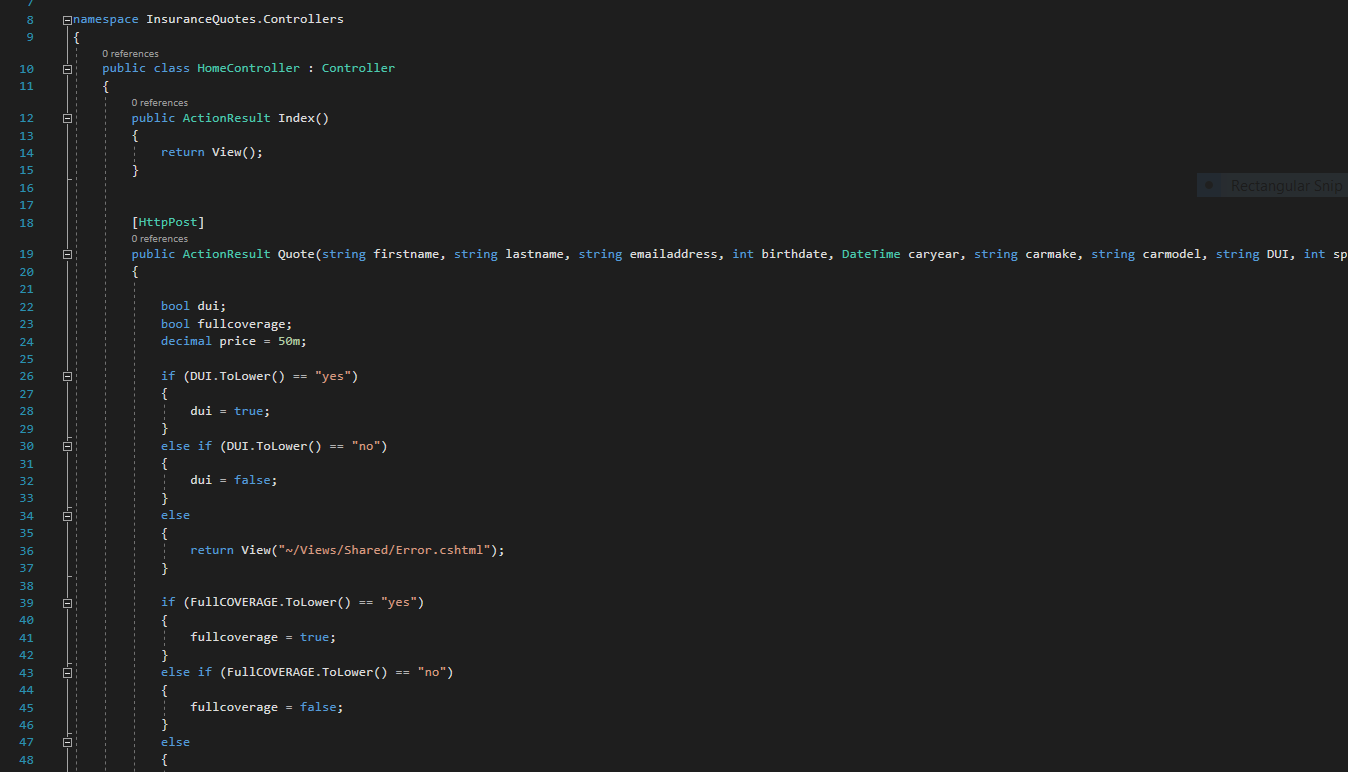 7
8 namespace InsuranceQuotes.Controllers
9 {
0 references
10 public class HomeController : Controller
11 {
0 references
12 public ActionResult Index()
13 {
14 return View();
15 }
16
17
18 [HttpPost]
0 references
19 public ActionResult Quote(string firstname, string lastname, string emailaddress, int birthdate, DateTime caryear, string carmake, string carmodel, string DUI, int sp
20 {
21
22 bool dui;
23 bool fullcoverage;
24 decimal price = 50m;
25
26 if (DUI.ToLower() == "yes")
27 {
28 dui = true;
29 }
30 else if (DUI.ToLower() == "no")
31 {
32 dui = false;
33 }
34 else
35 {
36 return View("~/Views/Shared/Error.cshtml");
37 }
38
39 if (FullCOVERAGE.ToLower() == "yes")
40 {
41 fullcoverage = true;
42 }
43 else if (FullCOVERAGE.ToLower() == "no")
44 {
45 fullcoverage = false;
46 }
47 else
48 {
Rectangular Snip